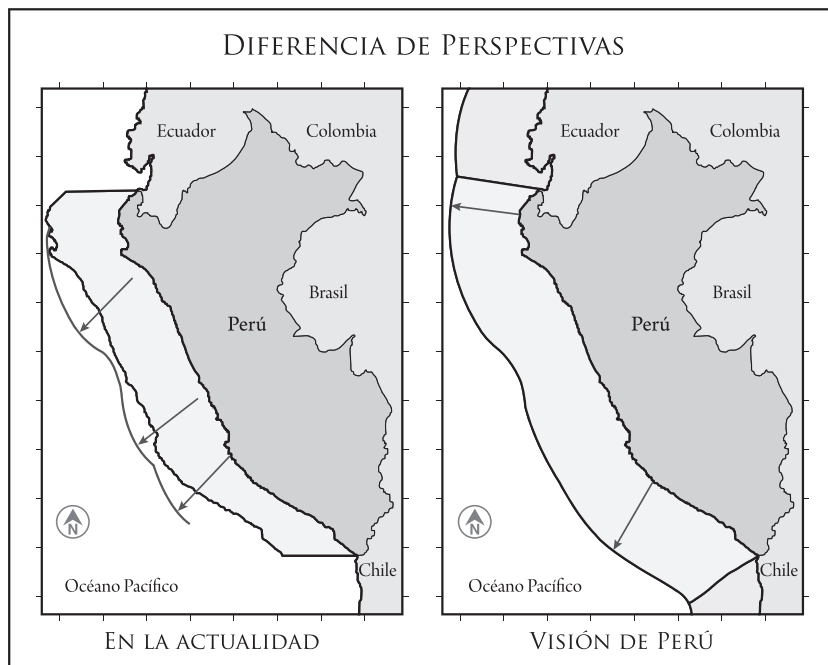 Diferencia de Perspectivas
Ecuador
Colombia
Brasil
Perú
N
Océano Pacífico
Chile
En la actualidad
Ecuador
Colombia
Brasil
Perú
N
Océano Pacífico
Chile
Visión de Perú